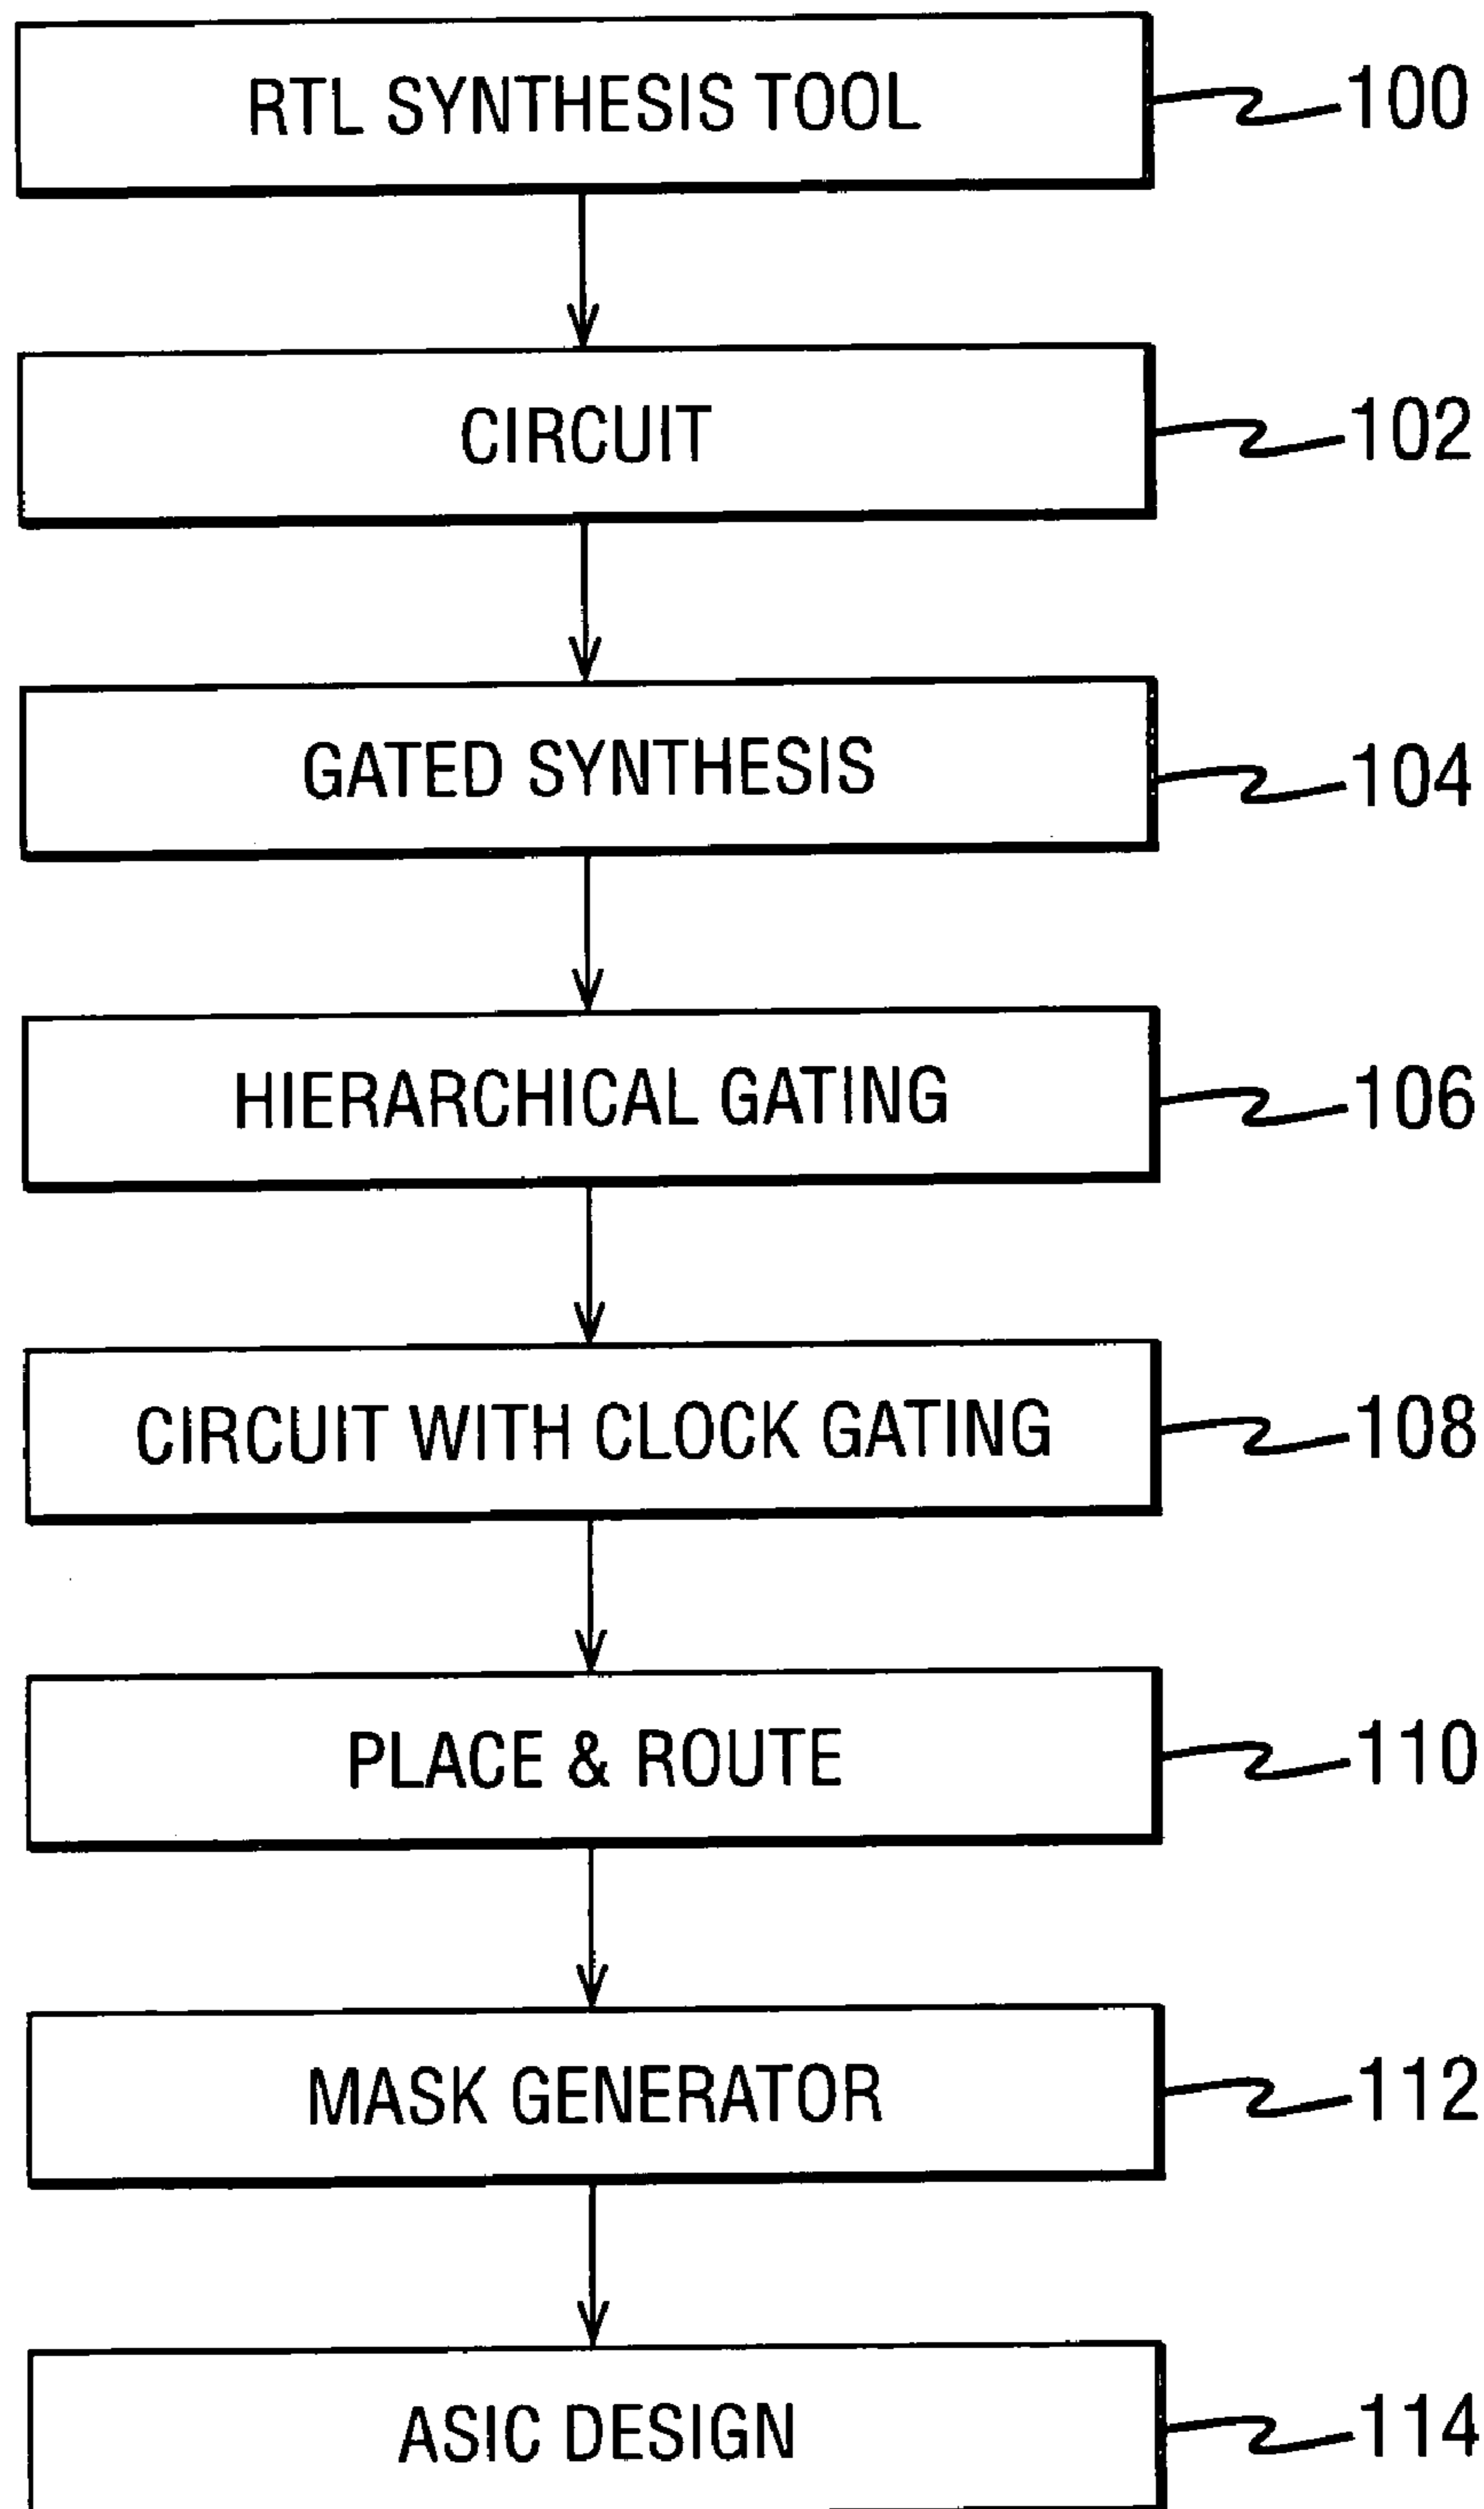 RTL SYNTHESIS TOOL 100
CIRCUIT 102
GATED SYNTHESIS 104
HIERARCHICAL GATING 106
CIRCUIT WITH CLOCK GATING 108
PLACE & ROUTE 110
MASK GENERATOR 112
ASIC DESIGN 114